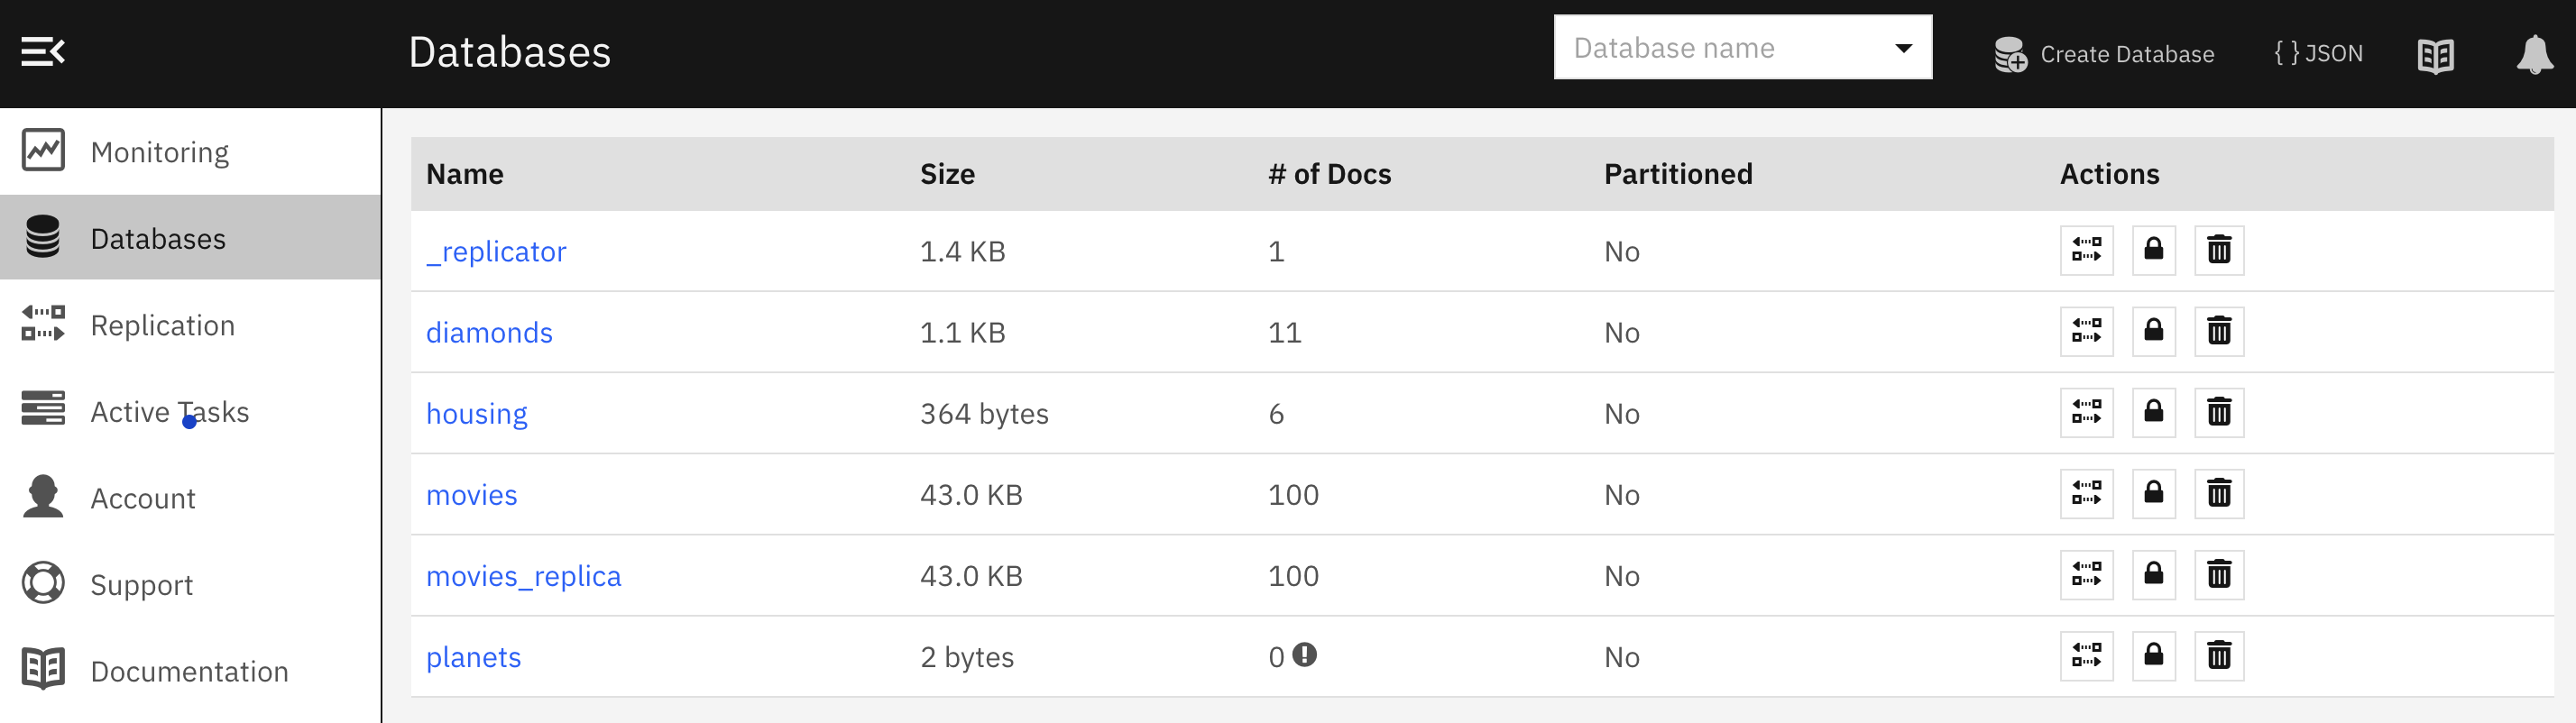 Databases
Database name
Create Database
{ } JSON
Monitoring
Databases
Replication
Active Tasks
Account
Support
Documentation
Name Size # of Docs Partitioned Actions
_replicator 1.4 KB 1 No
diamonds 1.1 KB 11 No
housing 364 bytes 6 No
movies 43.0 KB 100 No
movies_replica 43.0 KB 100 No
planets 2 bytes 0 No